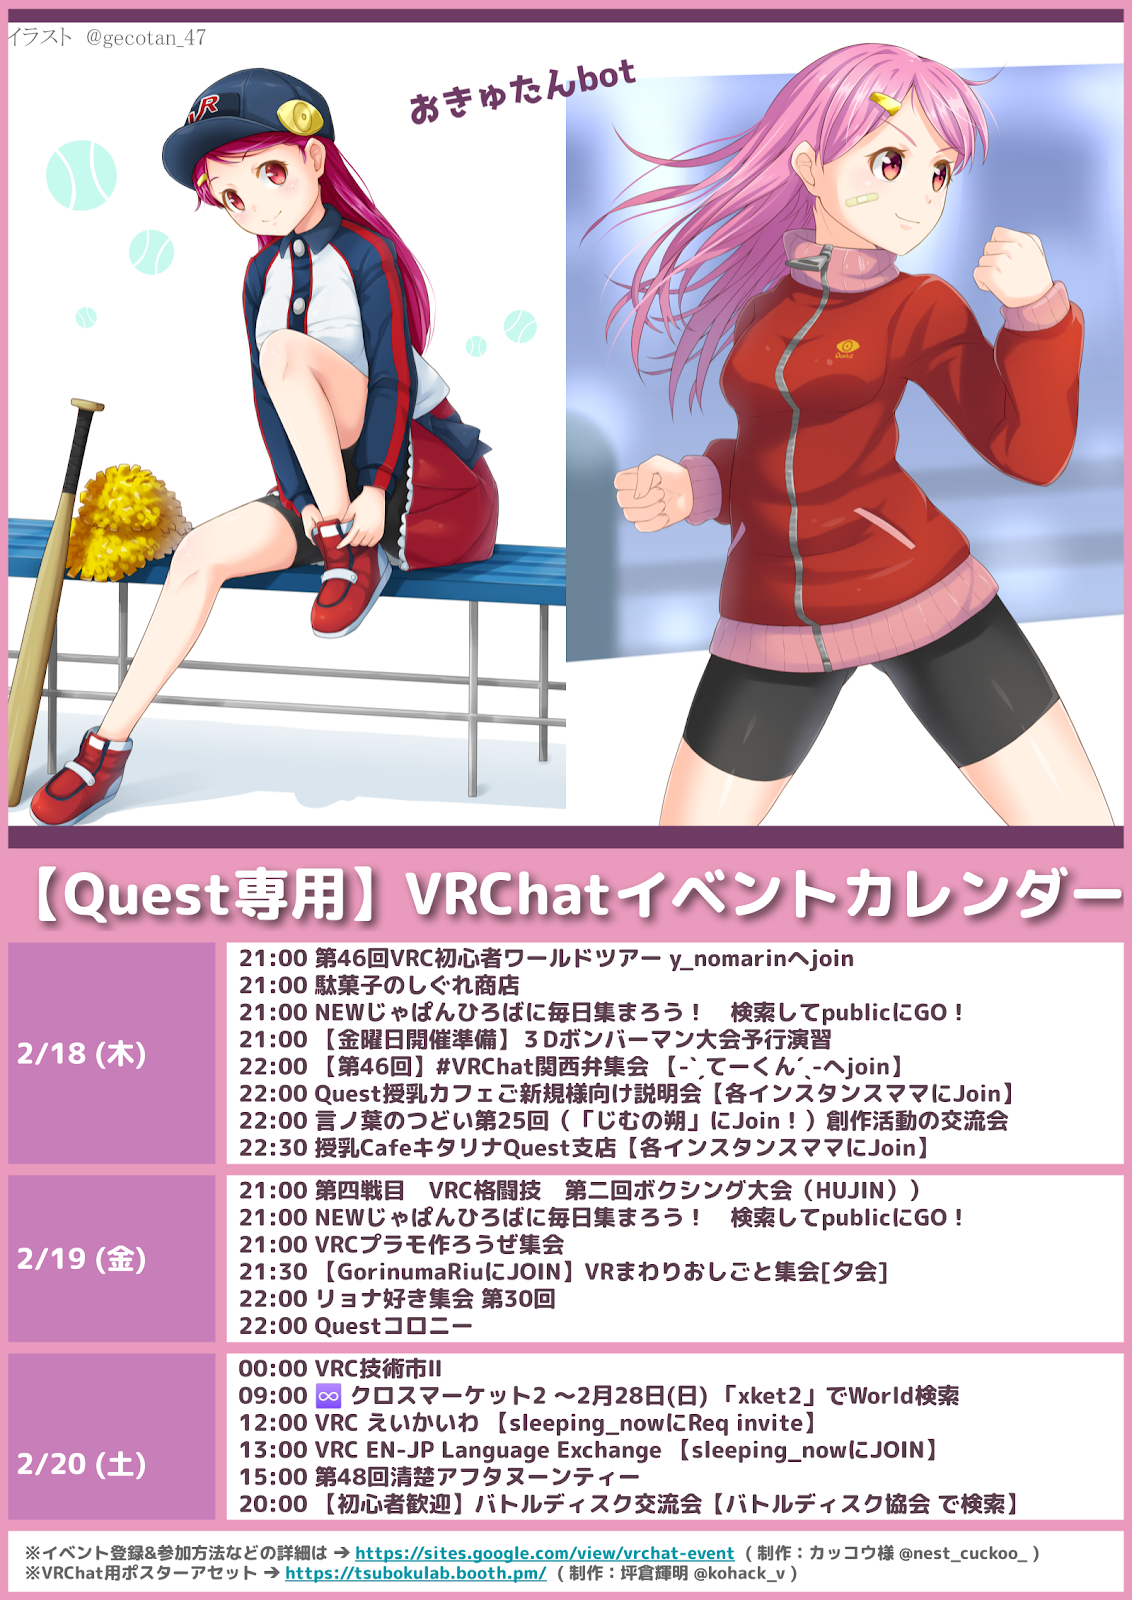 イラスト @gecotan_47
おきゅたんbot
VR
Quest
【Quest専用】VRChatイベントカレンダー
2/18 (木)
21:00 第46回VRC初心者ワールドツアー y_nomarinへjoin
21:00 駄菓子のしぐれ商店
21:00 NEWじゃぱんひろばに毎日集まろう！　検索してpublicにGO！
21:00 【金曜日開催準備】３Dボンバーマン大会予行演習
22:00 【第46回】#VRChat関西弁集会 【-`ˏてーくん´ˎ-へjoin】
22:00 Quest授乳カフェご新規様向け説明会【各インスタンスママにJoin】
22:00 言ノ葉のつどい第25回（「じむの朔」にJoin！）創作活動の交流会
22:30 授乳CafeキタリナQuest支店【各インスタンスママにJoin】
2/19 (金)
21:00 第四戦目　VRC格闘技　第二回ボクシング大会（HUJIN））
21:00 NEWじゃぱんひろばに毎日集まろう！　検索してpublicにGO！
21:00 VRCプラモ作ろうぜ集会
21:30 【GorinumaRiuにJOIN】VRまわりおしごと集会[夕会]
22:00 リョナ好き集会 第30回
22:00 Questコロニー
2/20 (土)
00:00 VRC技術市II
09:00 ♾ クロスマーケット2 〜2月28日(日) 「xket2」でWorld検索
12:00 VRC えいかいわ 【sleeping_nowにReq invite】
13:00 VRC EN-JP Language Exchange 【sleeping_nowにJOIN】
15:00 第48回清楚アフタヌーンティー
20:00 【初心者歓迎】バトルディスク交流会【バトルディスク協会 で検索】
※イベント登録&参加方法などの詳細は → https://sites.google.com/view/vrchat-event （制作：カッコウ様 @nest_cuckoo_ ）
※VRChat用ポスターアセット → https://tsubokulab.booth.pm/ （制作：坪倉輝明 @kohack_v ）